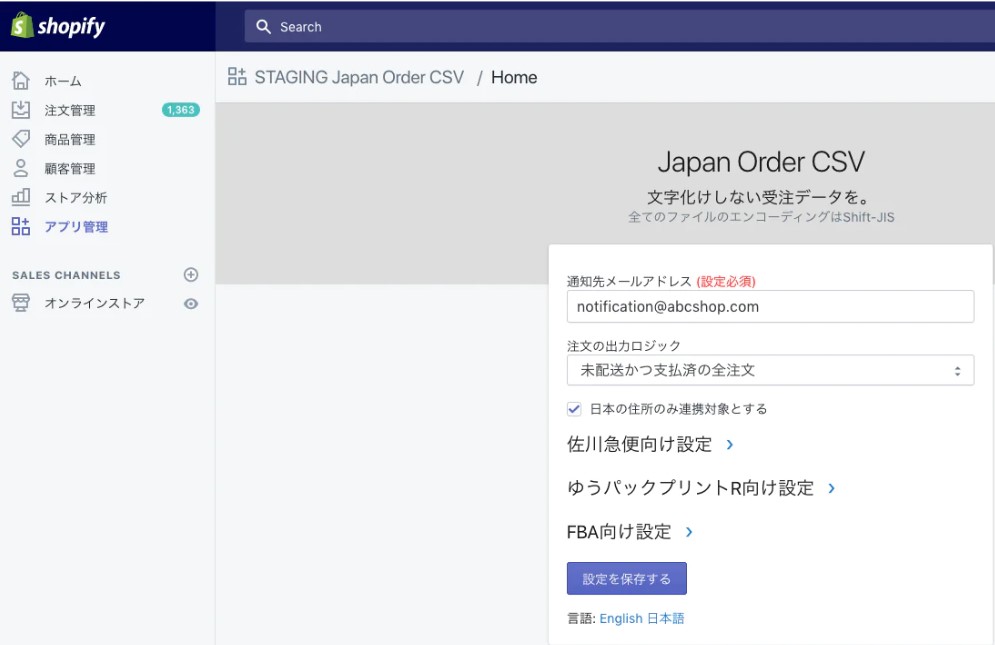 shopify
Search
ホーム
注文管理 1,363
商品管理
顧客管理
ストア分析
アプリ管理
SALES CHANNELS
オンラインストア
STAGING Japan Order CSV / Home
Japan Order CSV
文字化けしない受注データを。
全てのファイルのエンコーディングはShift-JIS
通知先メールアドレス (設定必須)
notification@abcshop.com
注文の出力ロジック
未配送かつ支払済の全注文
日本の住所のみ連携対象とする
佐川急便向け設定
ゆうパックプリントR向け設定
FBA向け設定
設定を保存する
言語: English 日本語